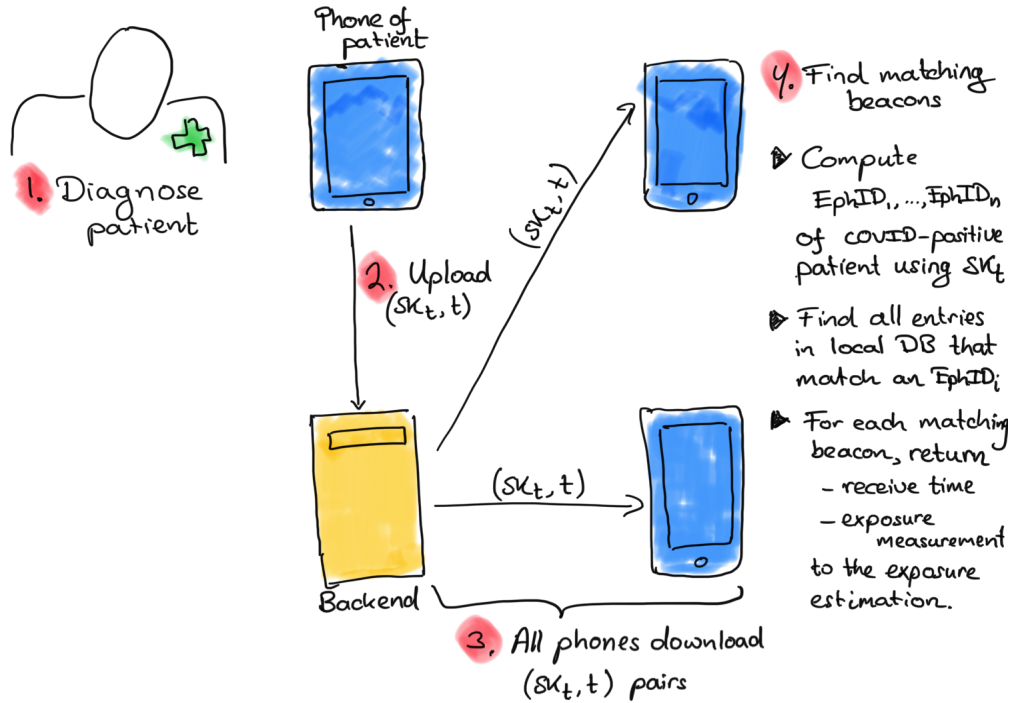 Phone of
patient
1. Diagnose
patient
2. Upload
(SKt, t)
Backend
(SKt, t)
(SKt, t)
3. All phones download
(SKt, t) pairs
4. Find matching
beacons
Compute
EphID1,...,EphIDn
of COVID-positive
patient using SKt
Find all entries
in local DB that
match an EphIDi
For each matching
beacon, return
- receive time
- exposure
measurement
to the exposure
estimation.